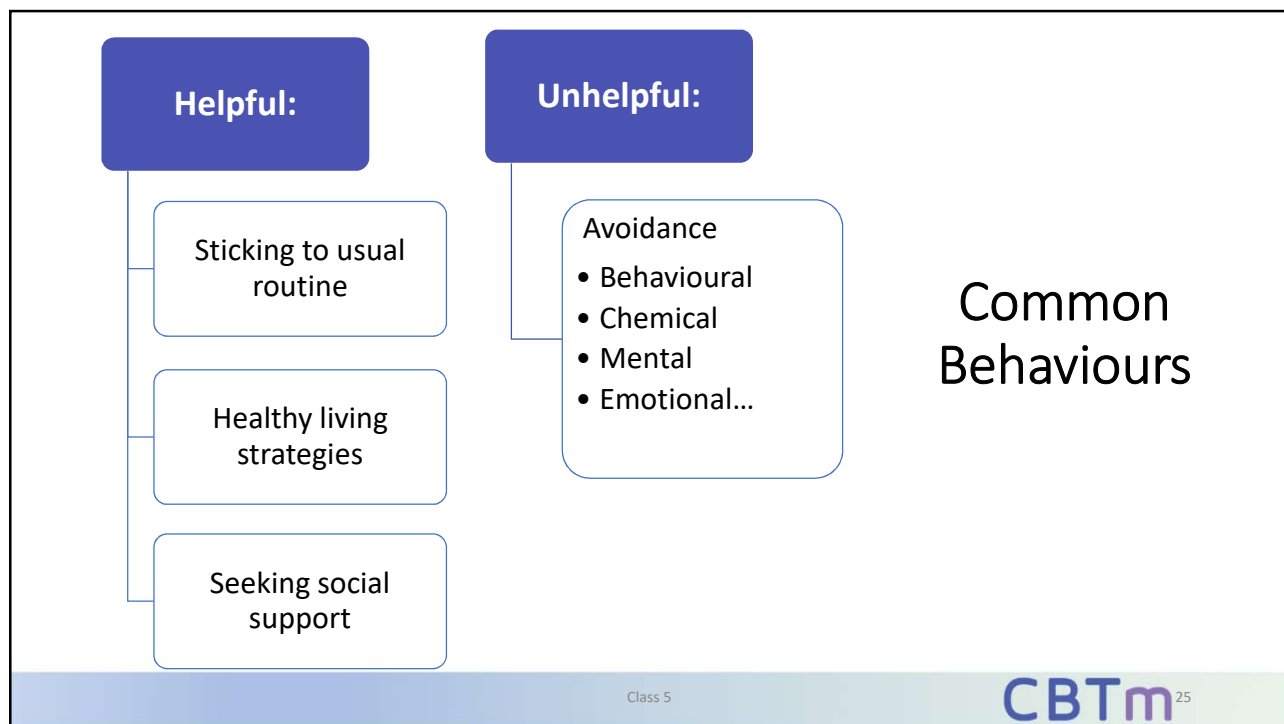 Helpful:
Sticking to usual
routine
Healthy living
strategies
Seeking social
support
Unhelpful:
Avoidance
• Behavioural
• Chemical
• Mental
• Emotional…
Common
Behaviours
Class 5
CBTm
25